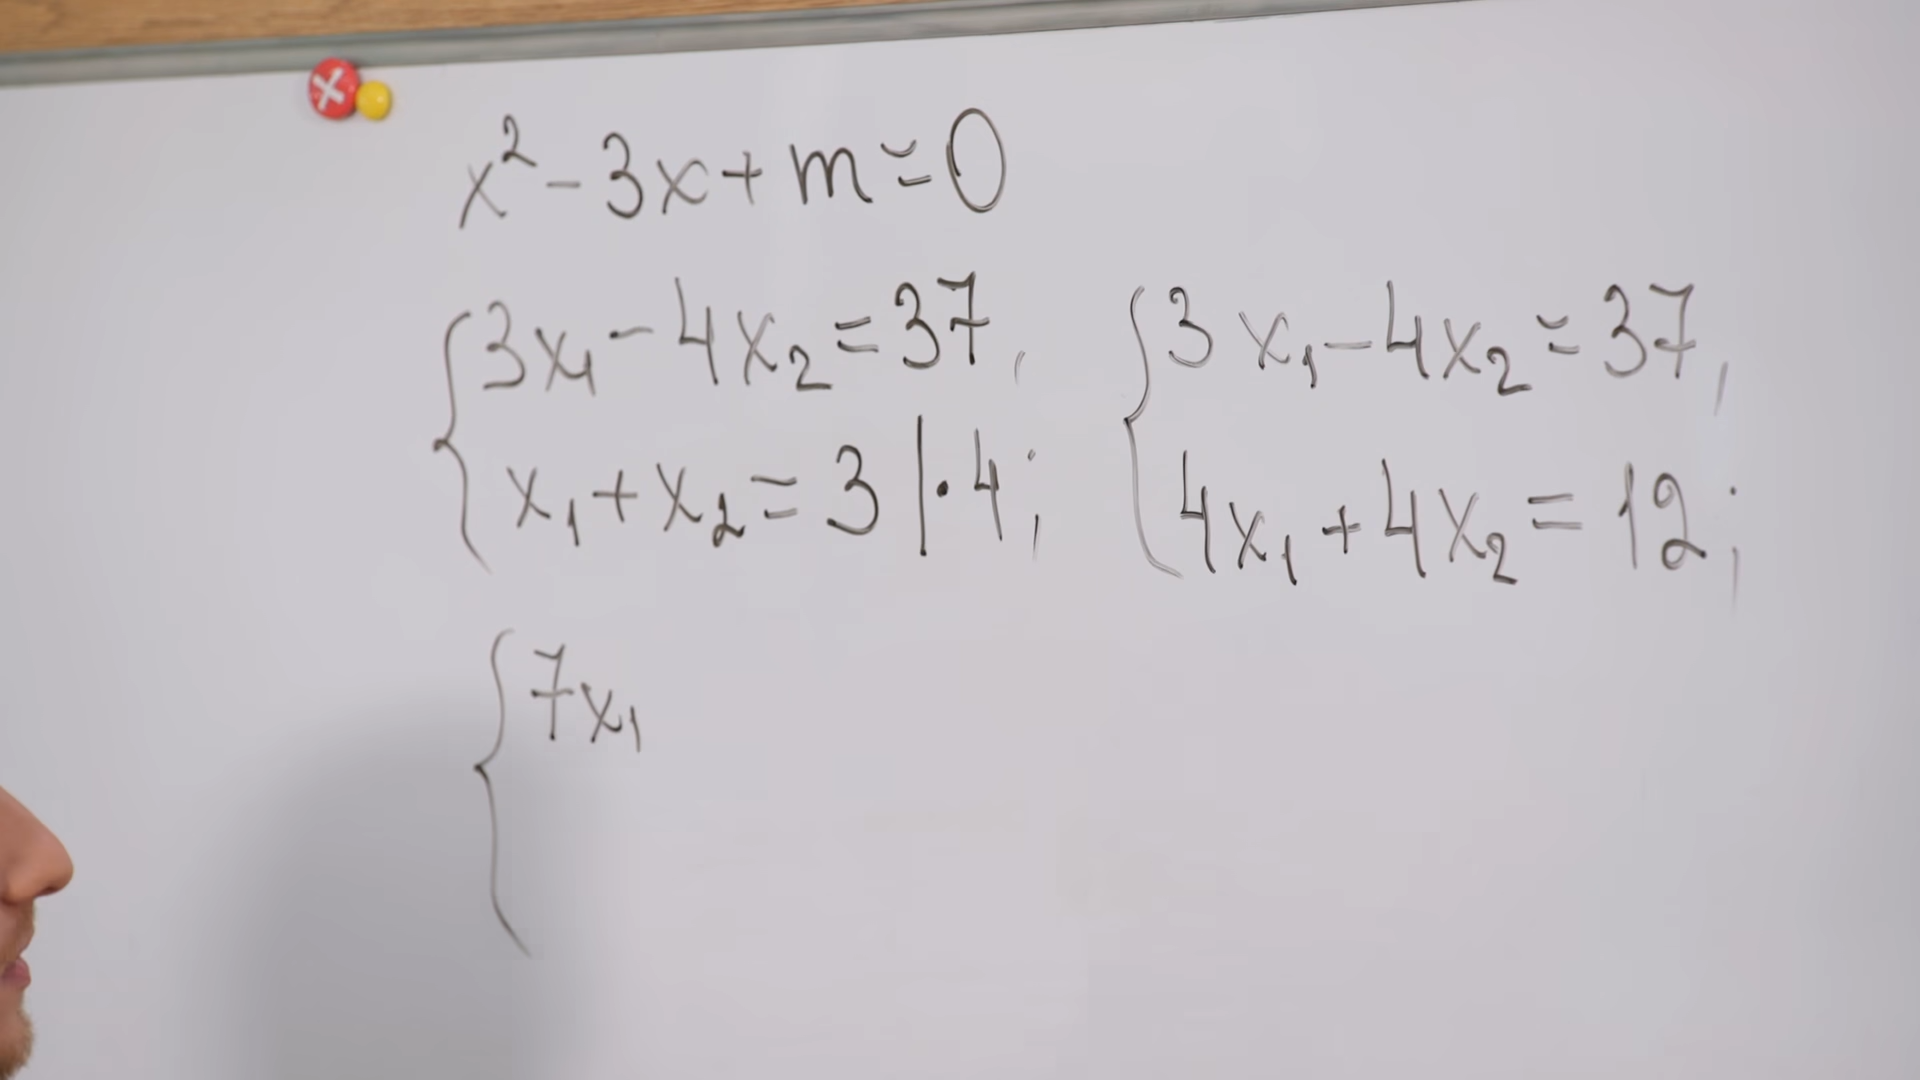 x² - 3x + m = 0
{ 3x₁ - 4x₂ = 37,
x₁ + x₂ = 3 | · 4;
{ 3x₁ - 4x₂ = 37,
4x₁ + 4x₂ = 12;
{ 7x₁